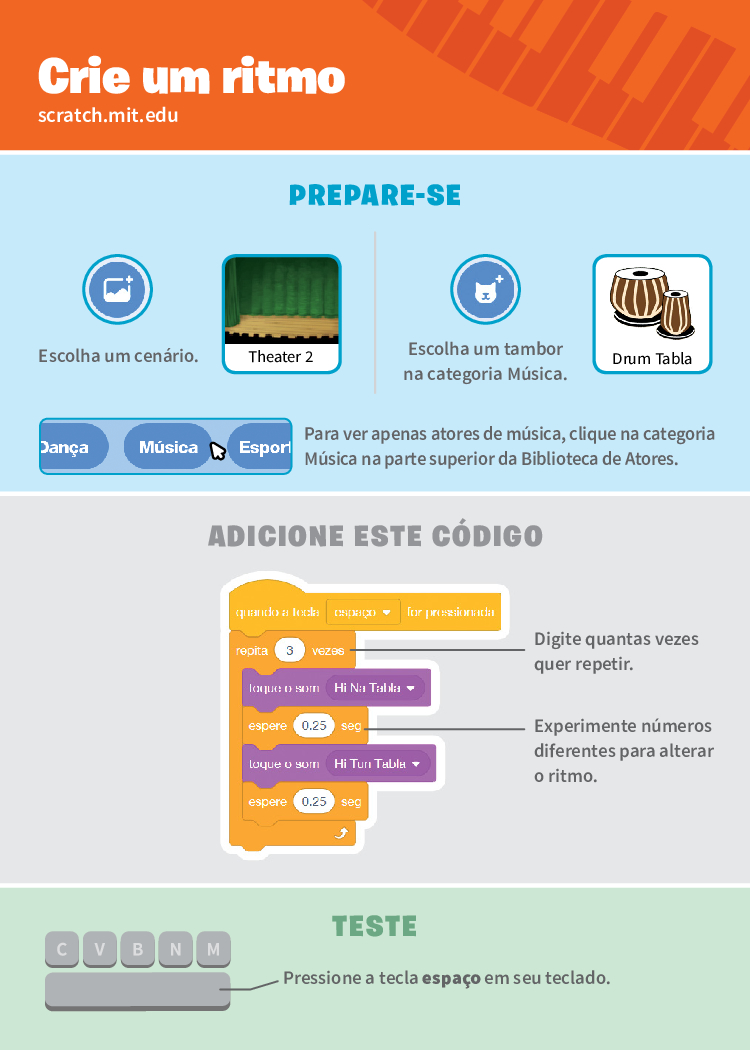 Crie um ritmo
scratch.mit.edu
PREPARE-SE
Escolha um cenário.
Theater 2
Escolha um tambor
na categoria Música.
Drum Tabla
Dança
Música
Esport
Para ver apenas atores de música, clique na categoria
Música na parte superior da Biblioteca de Atores.
ADICIONE ESTE CÓDIGO
quando a tecla espaço for pressionada
repita 3 vezes
toque o som Hi Na Tabla
espere 0.25 seg
toque o som Hi Tun Tabla
espere 0.25 seg
Digite quantas vezes
quer repetir.
Experimente números
diferentes para alterar
o ritmo.
TESTE
C V B N M
Pressione a tecla espaço em seu teclado.